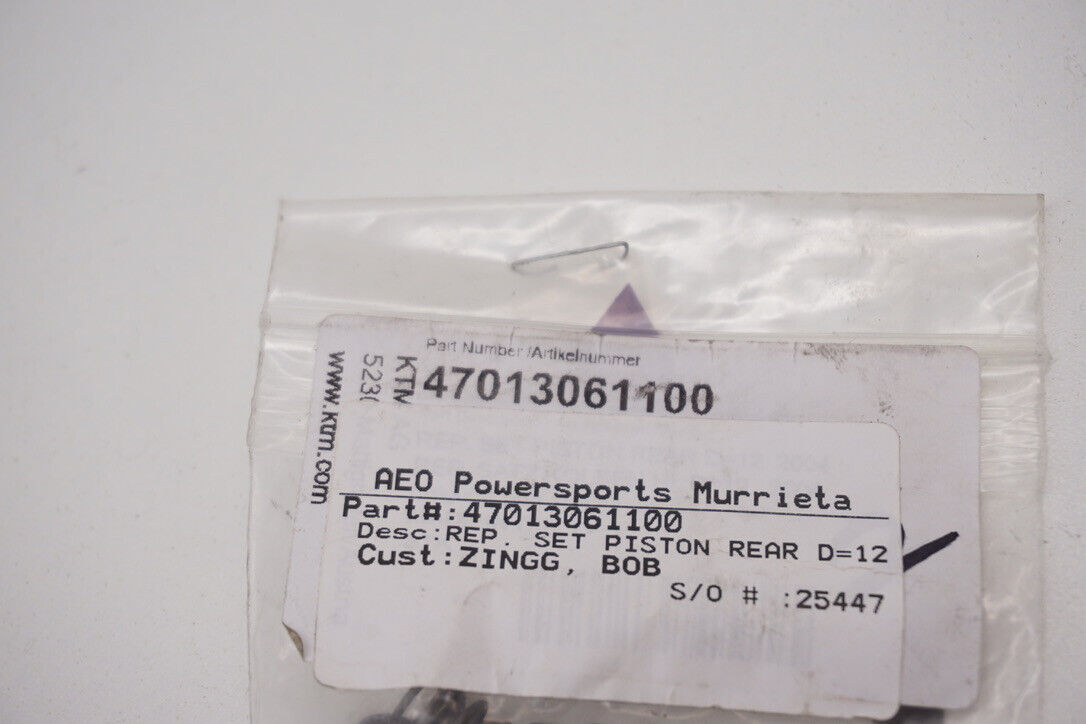 Part Number /Artikelnummer
47013061100
www.ktm.com
KTM
523
AEO Powersports Murrieta
Part#:47013061100
Desc:REP. SET PISTON REAR D=12
Cust:ZINGG, BOB
S/O # :25447